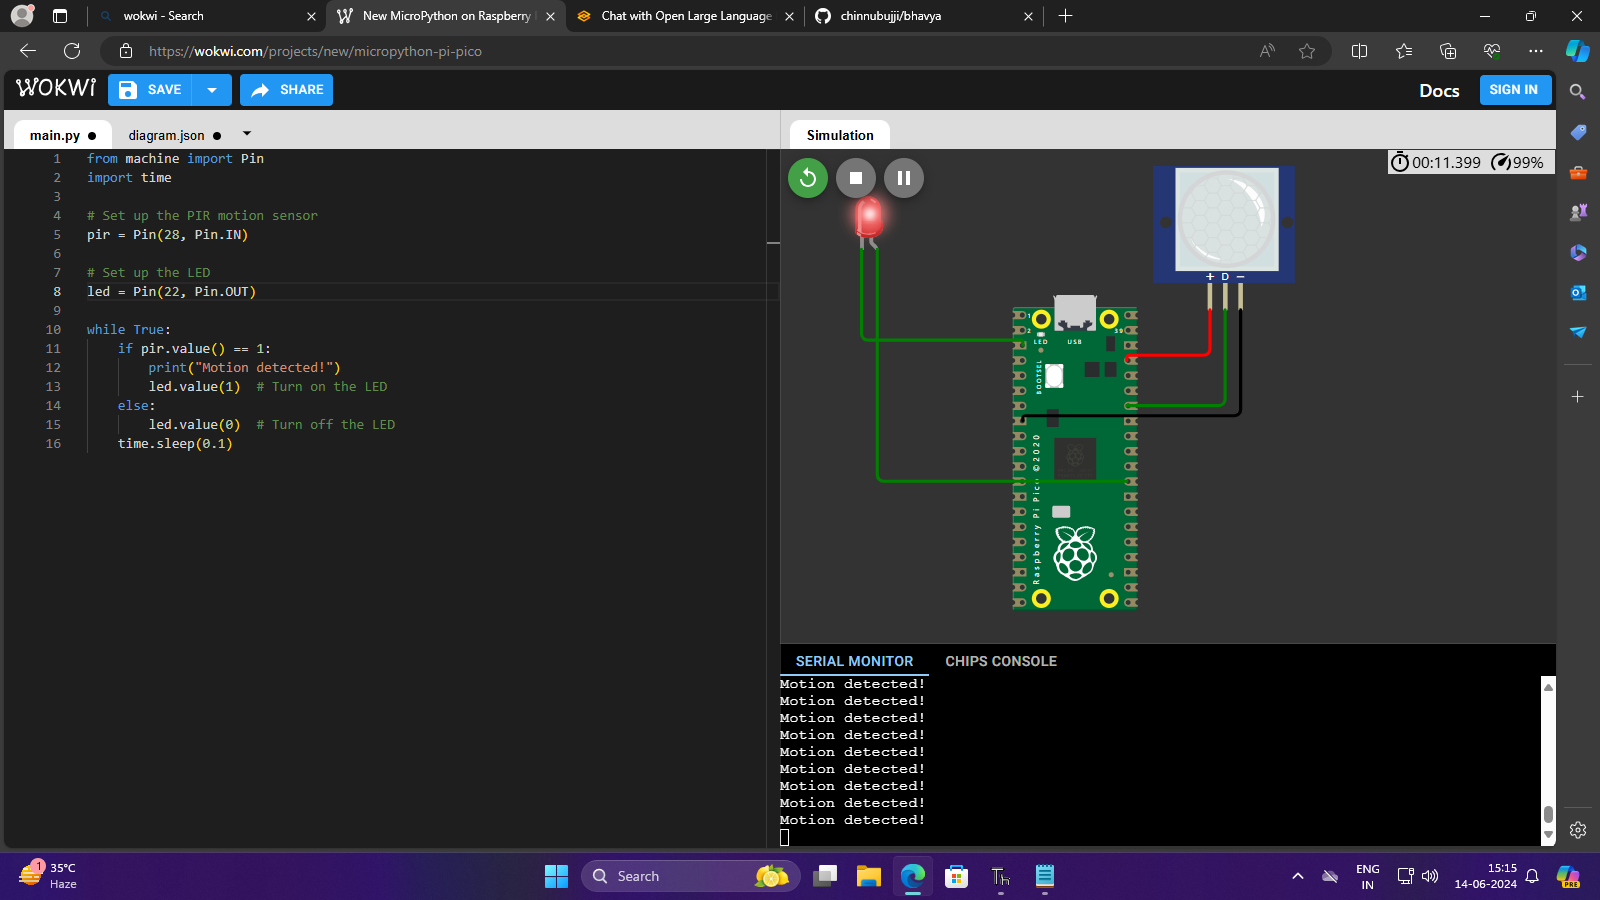 wokwi - Search
New MicroPython on Raspberry
Chat with Open Large Language
chinnubujji/bhavya
https://wokwi.com/projects/new/micropython-pi-pico
WOKWI
SAVE
SHARE
Docs
SIGN IN
main.py
diagram.json
Simulation
1 from machine import Pin
2 import time
3
4 # Set up the PIR motion sensor
5 pir = Pin(28, Pin.IN)
6
7 # Set up the LED
8 led = Pin(22, Pin.OUT)
9
10 while True:
11 if pir.value() == 1:
12 print("Motion detected!")
13 led.value(1) # Turn on the LED
14 else:
15 led.value(0) # Turn off the LED
16 time.sleep(0.1)
00:11.399 99%
+ D −
1
2
39
LED USB
BOOTSEL
Raspberry Pi Pico ©2020
SERIAL MONITOR
CHIPS CONSOLE
Motion detected!
Motion detected!
Motion detected!
Motion detected!
Motion detected!
Motion detected!
Motion detected!
Motion detected!
Motion detected!
1
35°C
Haze
Search
ENG
IN
15:15
14-06-2024
PRE